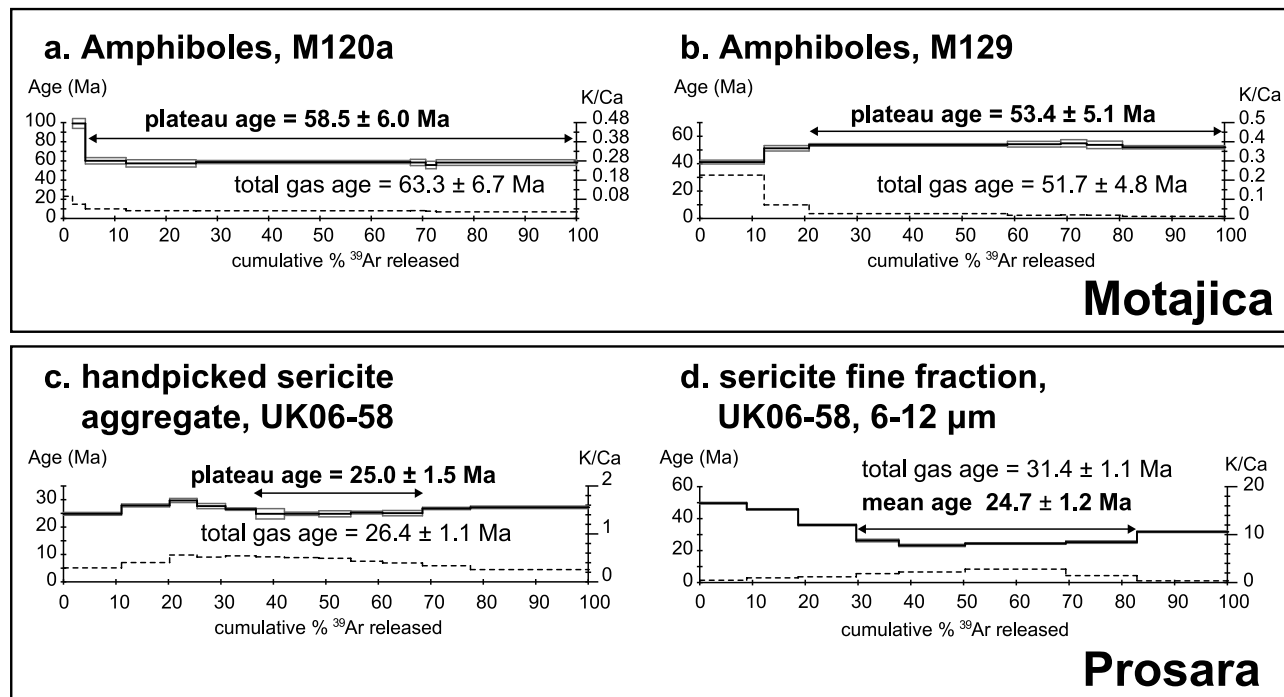 a. Amphiboles, M120a
Age (Ma)
K/Ca
plateau age = 58.5 ± 6.0 Ma
total gas age = 63.3 ± 6.7 Ma
100
80
60
40
20
0
0.48
0.38
0.28
0.18
0.08
0 10 20 30 40 50 60 70 80 90 100
cumulative % ³⁹Ar released
b. Amphiboles, M129
Age (Ma)
K/Ca
plateau age = 53.4 ± 5.1 Ma
total gas age = 51.7 ± 4.8 Ma
60
40
20
0
0.5
0.4
0.3
0.2
0.1
0
0 10 20 30 40 50 60 70 80 90 100
cumulative % ³⁹Ar released
Motajica
c. handpicked sericite
aggregate, UK06-58
Age (Ma)
K/Ca
plateau age = 25.0 ± 1.5 Ma
total gas age = 26.4 ± 1.1 Ma
30
20
10
0
2
1
0
0 10 20 30 40 50 60 70 80 90 100
cumulative % ³⁹Ar released
d. sericite fine fraction,
UK06-58, 6-12 µm
Age (Ma)
K/Ca
total gas age = 31.4 ± 1.1 Ma
mean age 24.7 ± 1.2 Ma
60
40
20
0
20
10
0
0 10 20 30 40 50 60 70 80 90 100
cumulative % ³⁹Ar released
Prosara